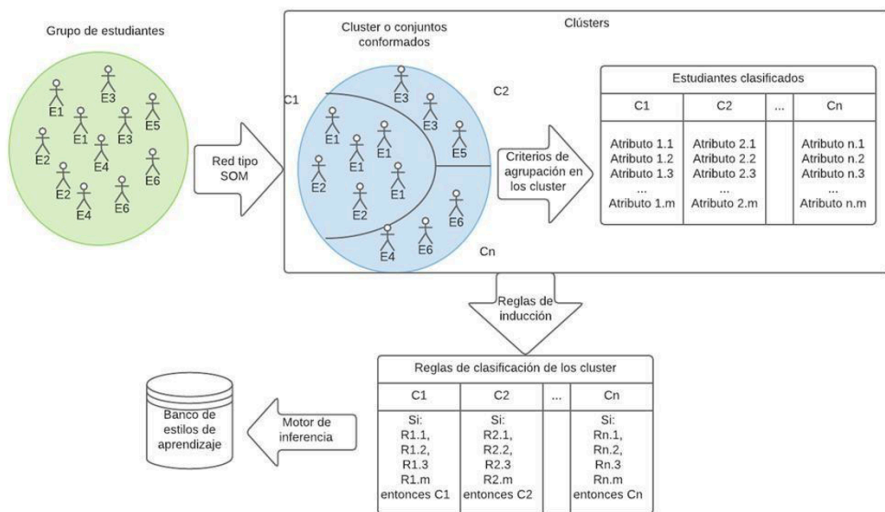 Grupo de estudiantes
E1
E3
E1
E3
E5
E2
E4
E2
E6
E4
E6
Red tipo
SOM
Clústers
Cluster o conjuntos
conformados
C1
C2
Cn
E3
E1
E3
E1
E5
E2
E1
E1
E2
E6
E4
E6
Criterios de
agrupación en
los cluster
Estudiantes clasificados
C1 C2 ... Cn
Atributo 1.1 Atributo 2.1 Atributo n.1
Atributo 1.2 Atributo 2.2 Atributo n.2
Atributo 1.3 Atributo 2.3 Atributo n.3
... ... ...
Atributo 1.m Atributo 2.m Atributo n.m
Reglas de
inducción
Reglas de clasificación de los cluster
C1 C2 ... Cn
Si: Si: Si:
R1.1, R2.1, Rn.1,
R1.2, R2.2, Rn.2,
R1.3 R2.3 Rn.3
R1.m R2.m Rn.m
entonces C1 entonces C2 entonces Cn
Motor de
inferencia
Banco de
estilos de
aprendizaje